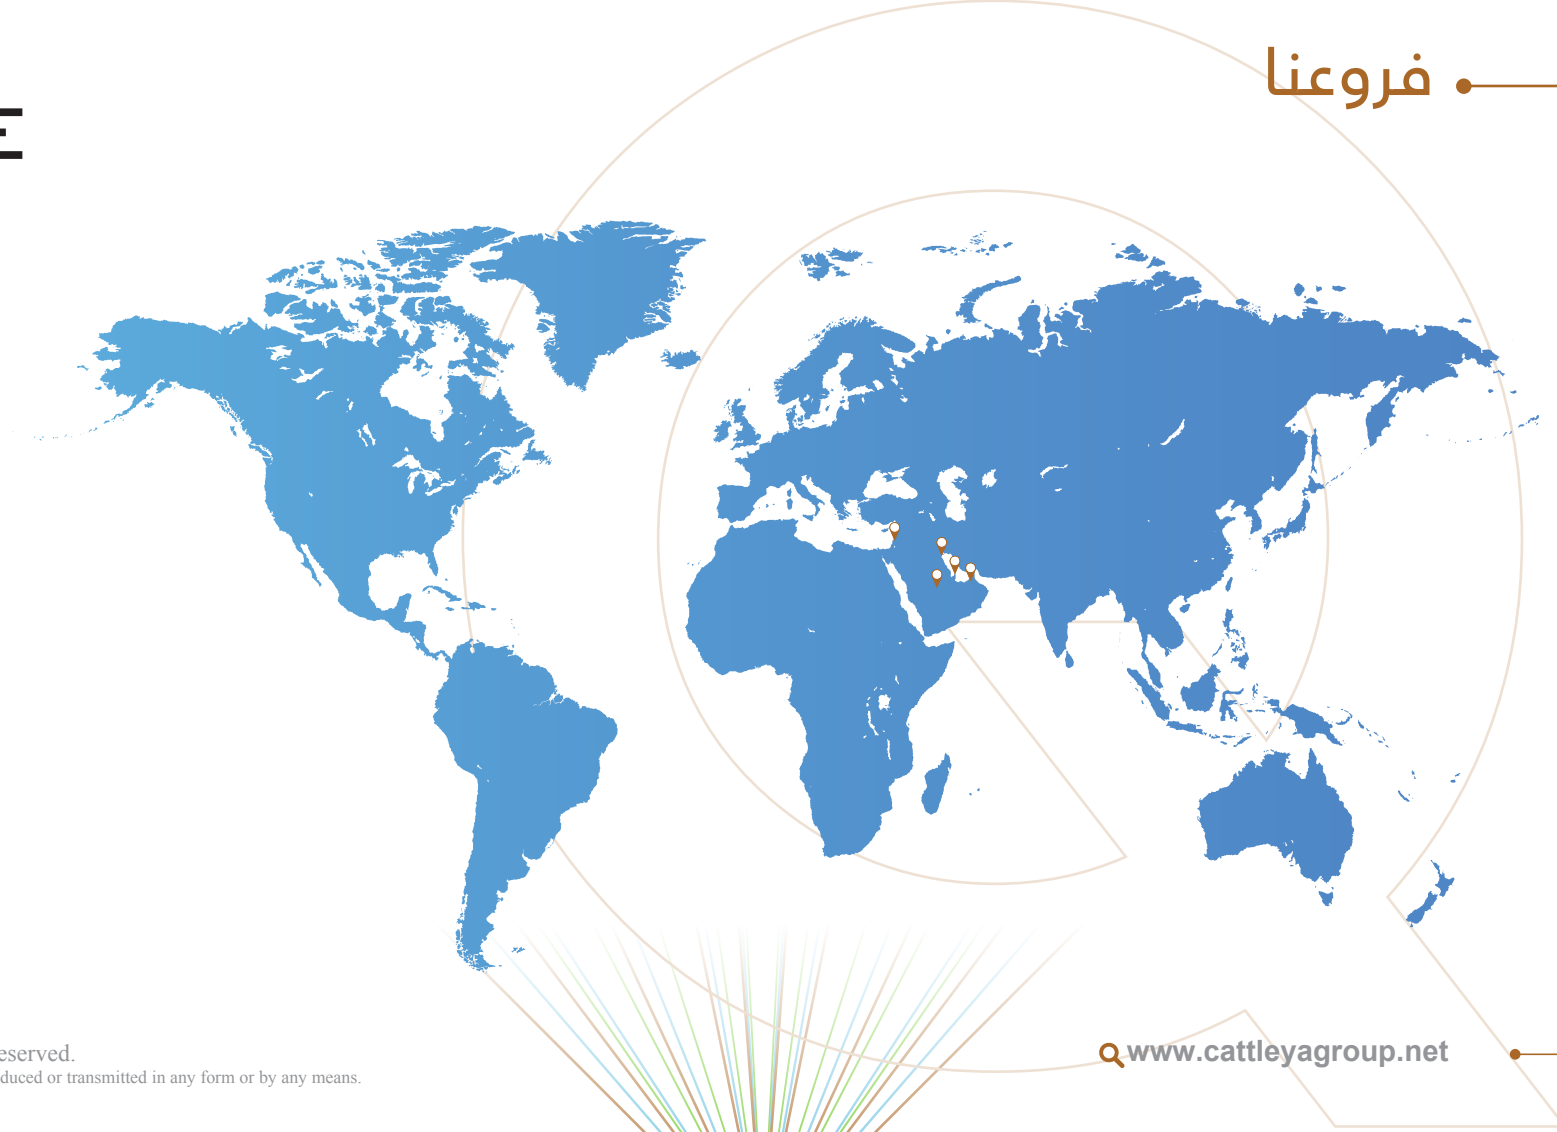 فروعنا
E
eserved.
duced or transmitted in any form or by any means.
www.cattleyagroup.net